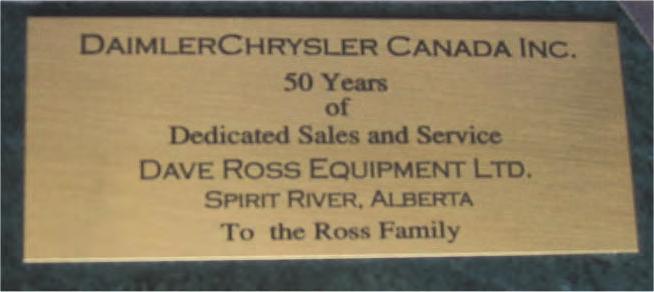 DAIMLERCHRYSLER CANADA INC.
50 Years
of
Dedicated Sales and Service
DAVE ROSS EQUIPMENT LTD.
SPIRIT RIVER, ALBERTA
To the Ross Family